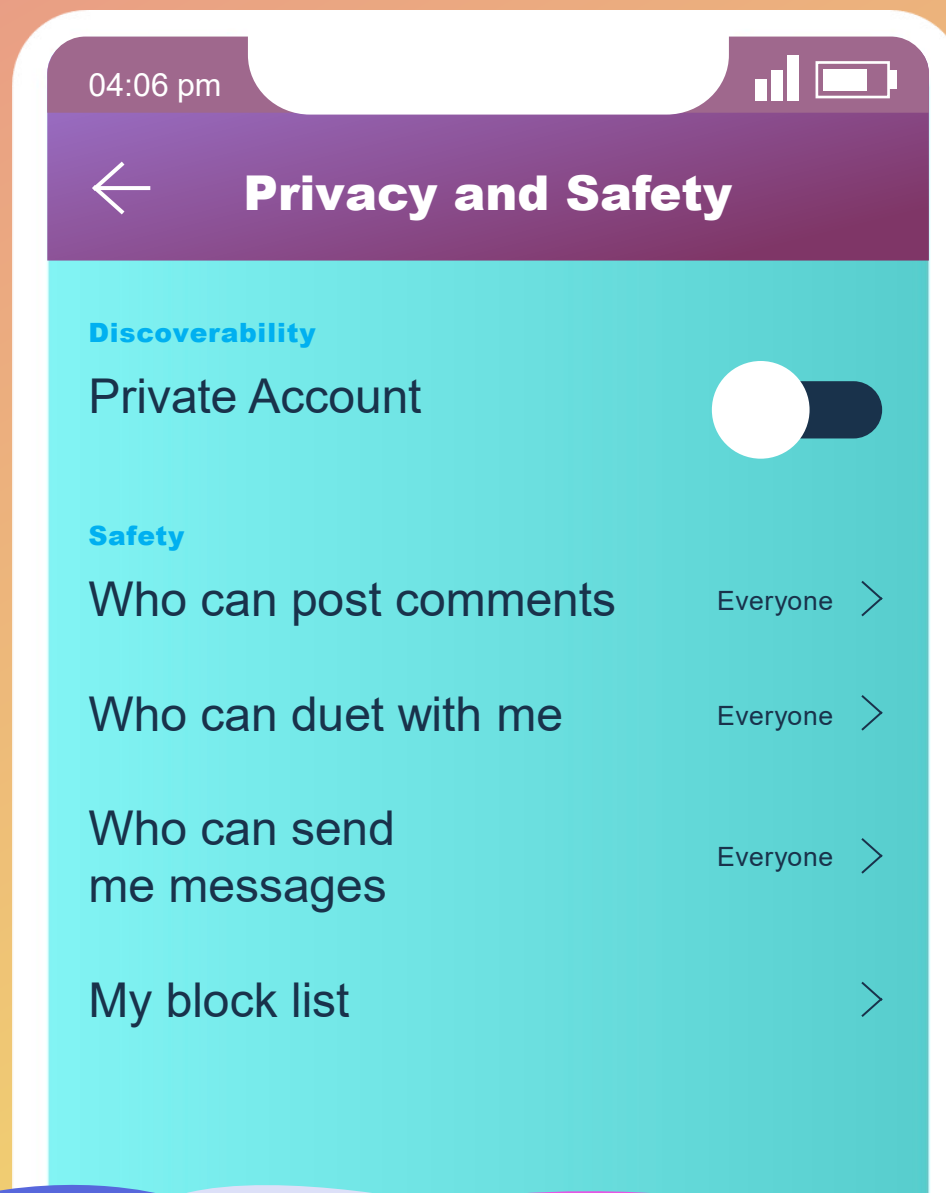 04:06 pm
Privacy and Safety
Discoverability
Private Account
Safety
Who can post comments Everyone
Who can duet with me Everyone
Who can send
me messages Everyone
My block list